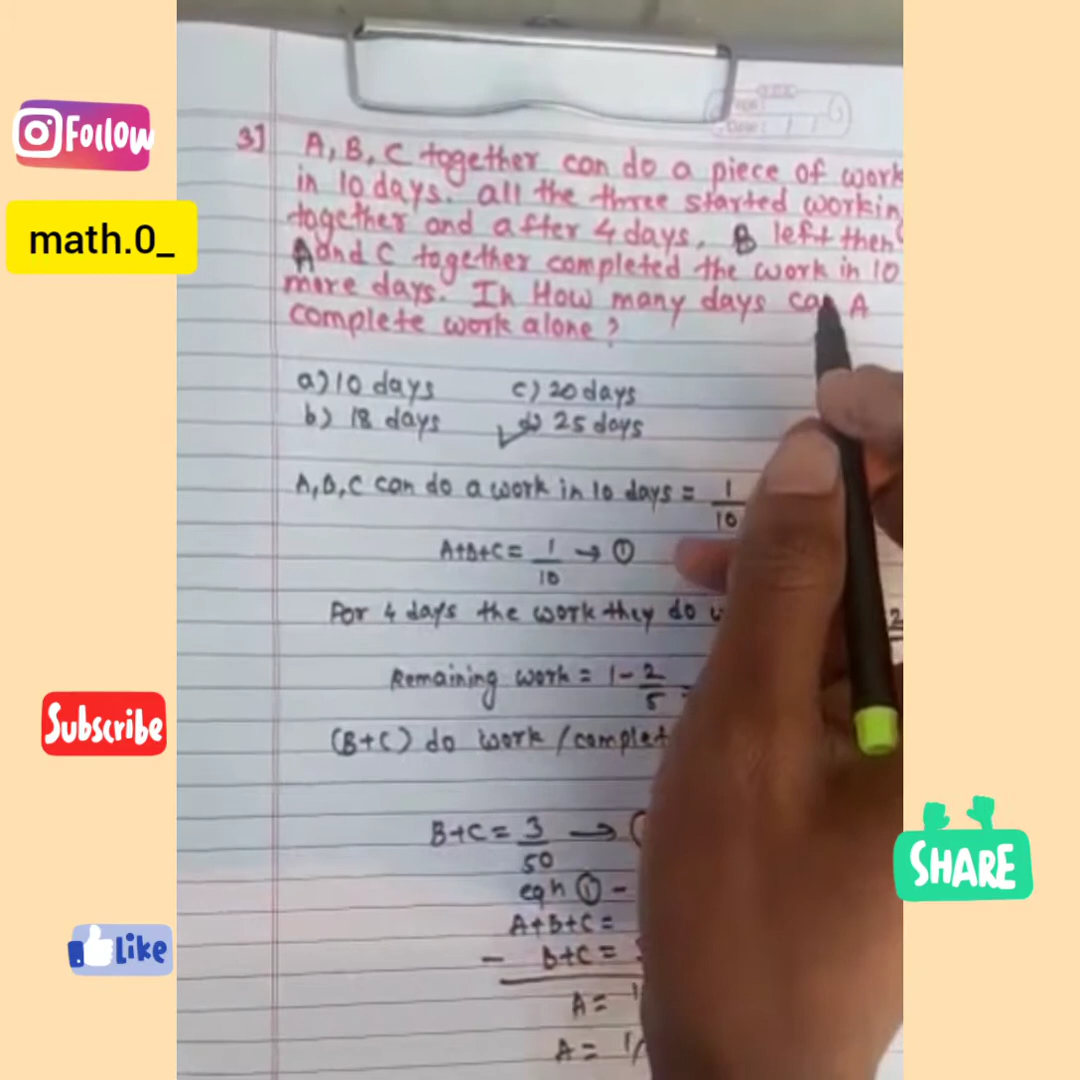 Follow
math.0_
3] A, B, C together can do a piece of work
in 10 days. all the three started workin
together and after 4 days, B left then
A and C together completed the work in 10
more days. In How many days can A
complete work alone?
a) 10 days c) 20 days
b) 18 days d) 25 days
A,B,C can do a work in 10 days = 1/10
A+B+C = 1/10 → ①
For 4 days the work they do
Remaining work = 1 - 2/5 =
(B+C) do work / complet
B+C = 3/50 →
eqn ① -
A+B+C =
- B+C =
A =
A = 1/
Subscribe
Like
SHARE